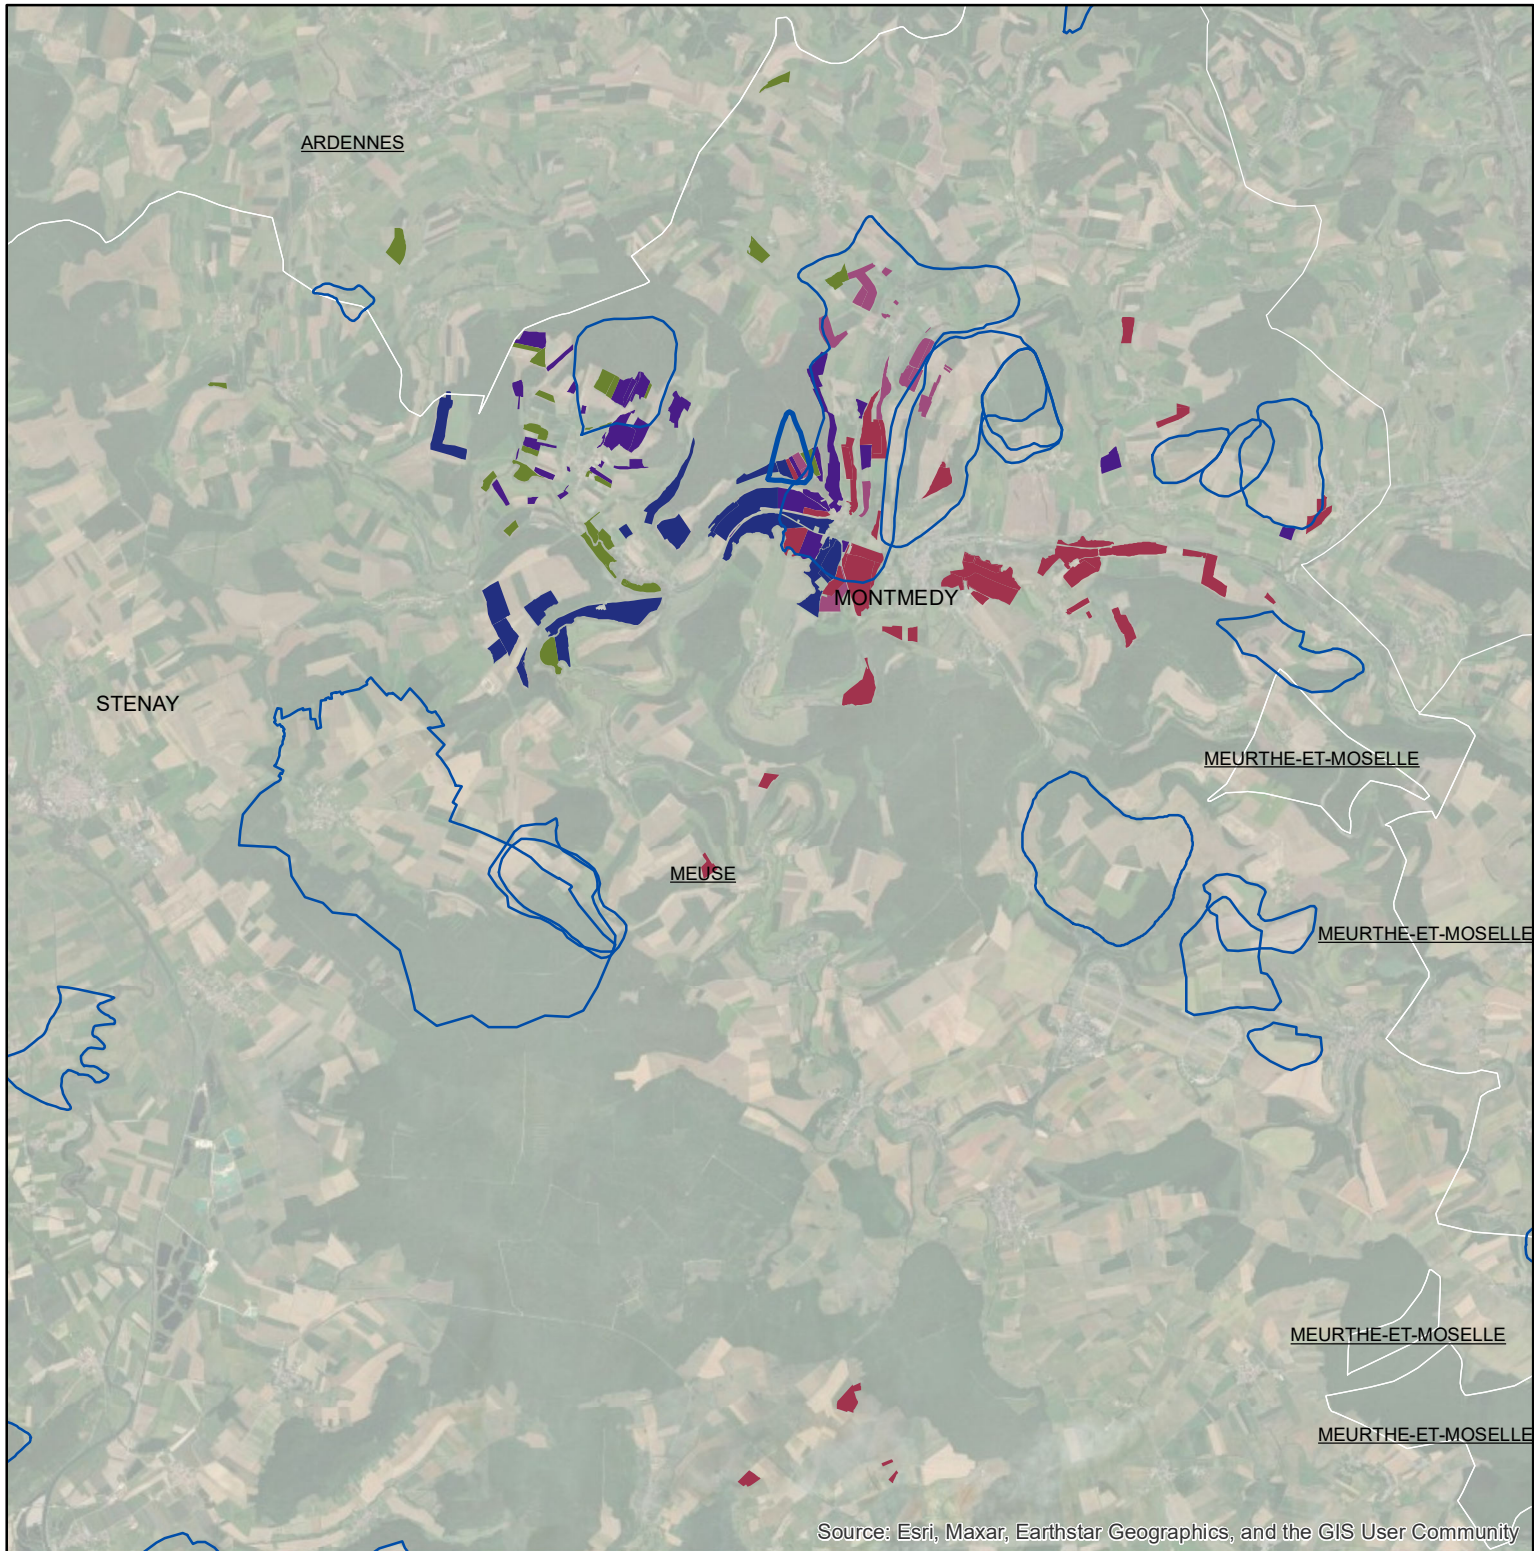 ARDENNES
MONTMEDY
STENAY
MEURTHE-ET-MOSELLE
MEUSE
MEURTHE-ET-MOSELLE
MEURTHE-ET-MOSELLE
MEURTHE-ET-MOSELLE
Source: Esri, Maxar, Earthstar Geographics, and the GIS User Community